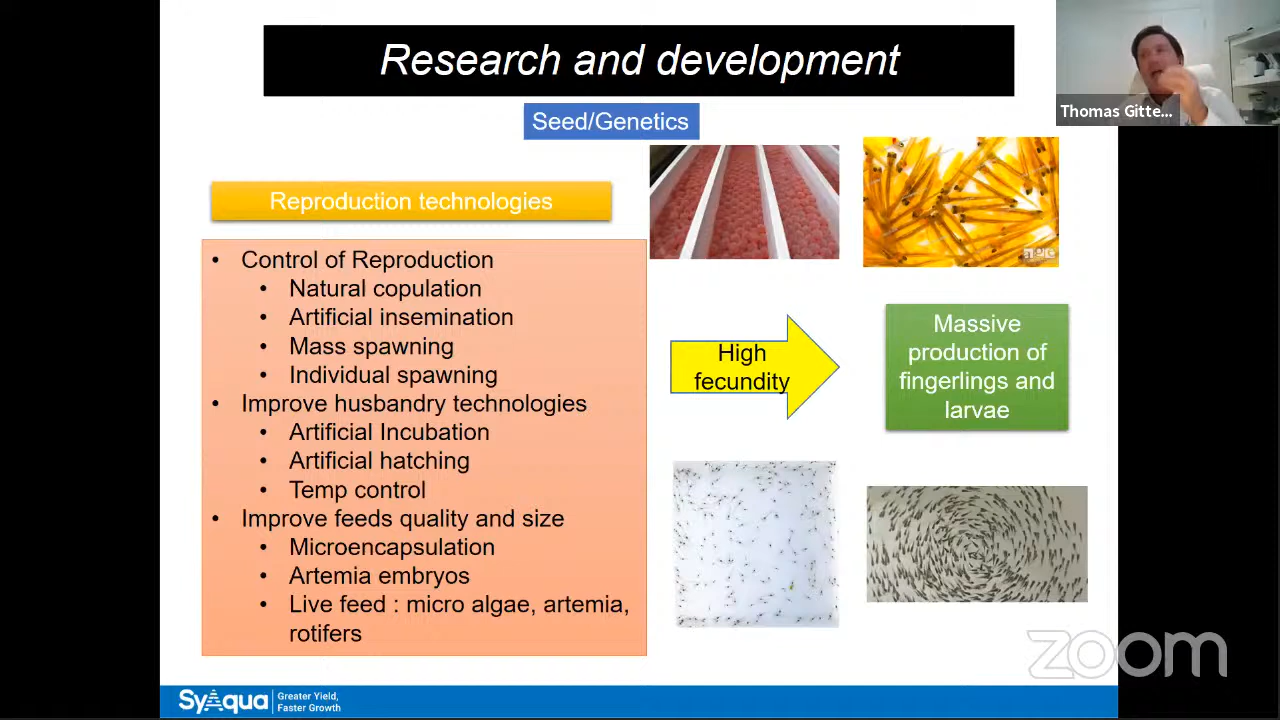 Research and development
Thomas Gitte...
Seed/Genetics
Reproduction technologies
• Control of Reproduction
• Natural copulation
• Artificial insemination
• Mass spawning
• Individual spawning
• Improve husbandry technologies
• Artificial Incubation
• Artificial hatching
• Temp control
• Improve feeds quality and size
• Microencapsulation
• Artemia embryos
• Live feed : micro algae, artemia,
rotifers
High
fecundity
Massive
production of
fingerlings and
larvae
zoom
SyAqua
Greater Yield,
Faster Growth